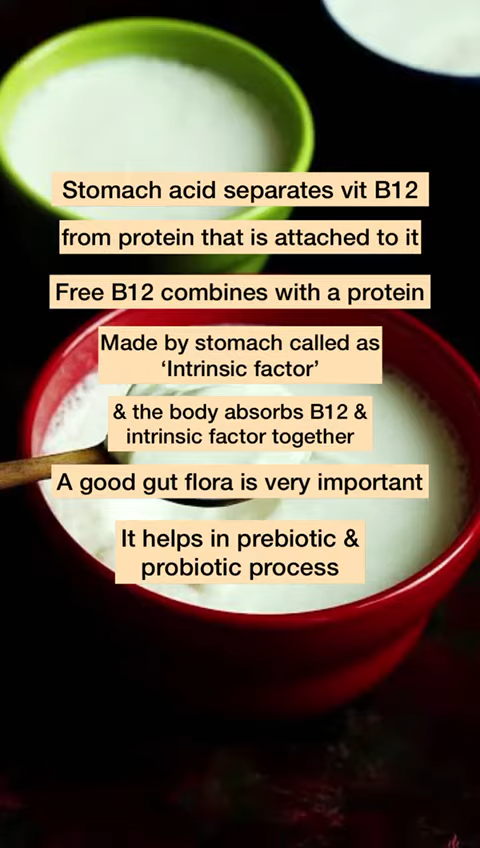 Stomach acid separates vit B12
from protein that is attached to it
Free B12 combines with a protein
Made by stomach called as
‘Intrinsic factor’
& the body absorbs B12 &
intrinsic factor together
A good gut flora is very important
It helps in prebiotic &
probiotic process